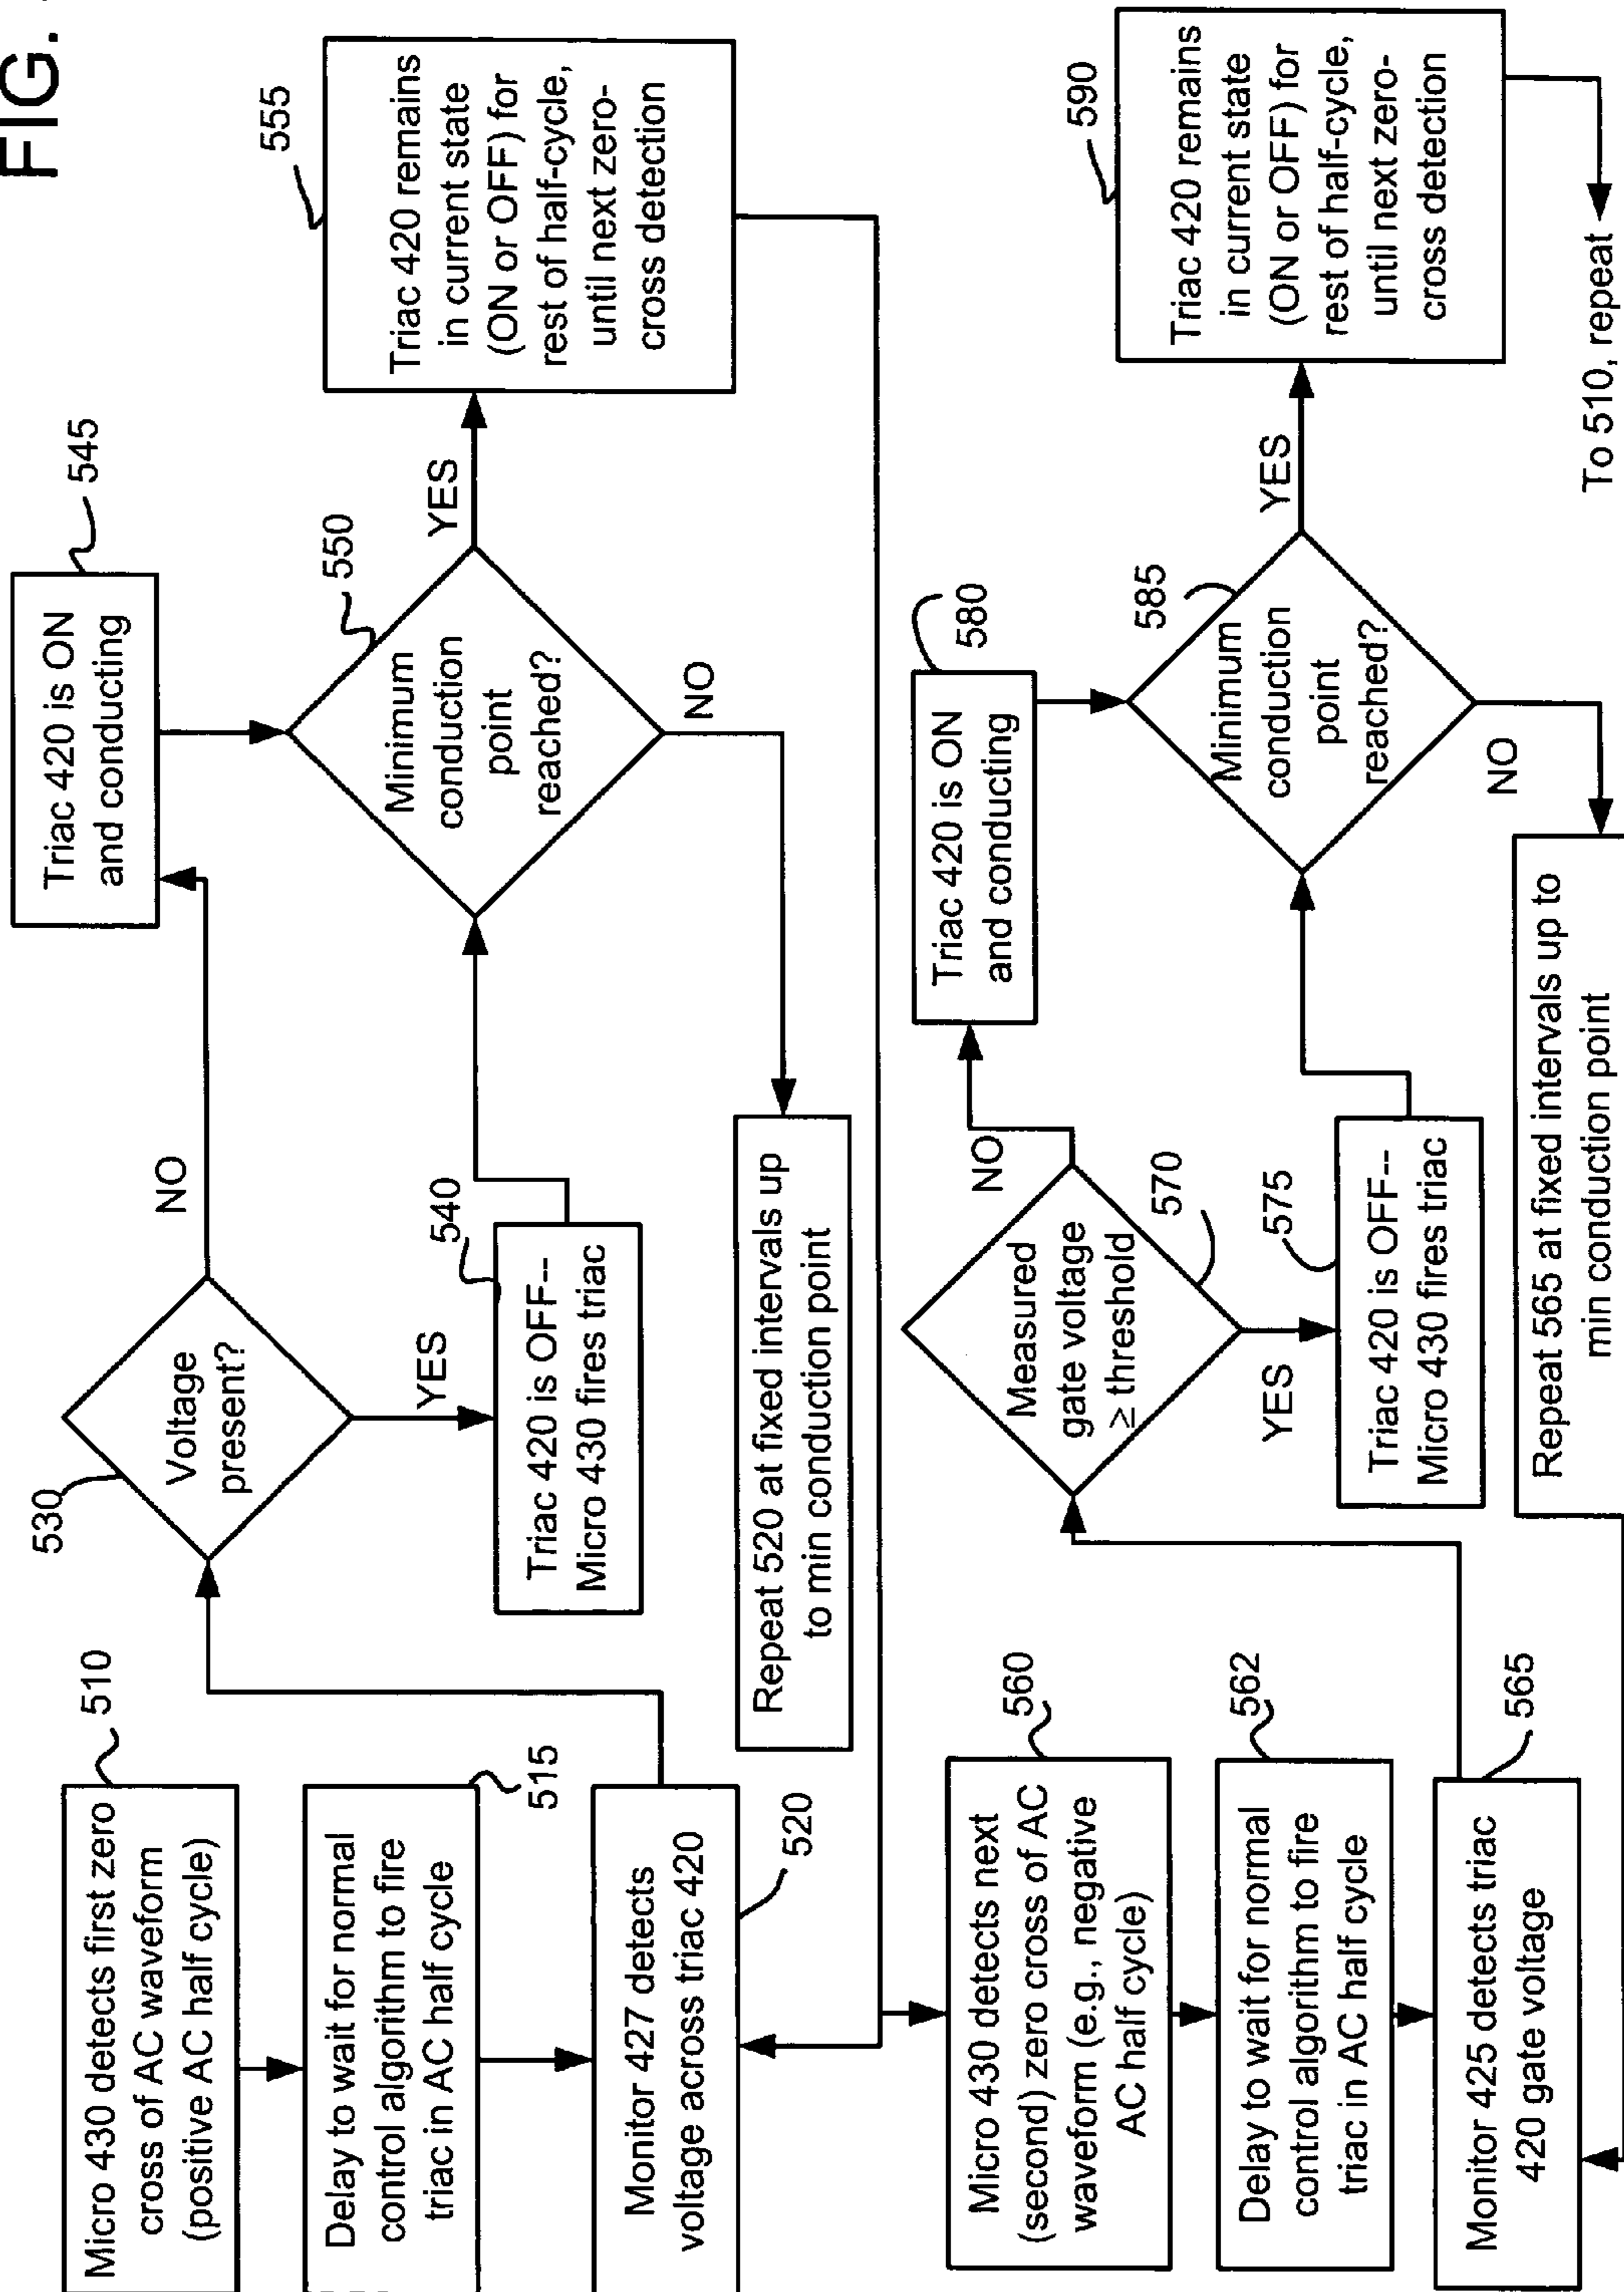 FIG.
510
Micro 430 detects first zero
cross of AC waveform
(positive AC half cycle)
515
Delay to wait for normal
control algorithm to fire
triac in AC half cycle
520
Monitor 427 detects
voltage across triac 420
530
Voltage
present?
NO
YES
540
Triac 420 is OFF--
Micro 430 fires triac
545
Triac 420 is ON
and conducting
550
Minimum
conduction
point
reached?
YES
NO
Repeat 520 at fixed intervals up
to min conduction point
555
Triac 420 remains
in current state
(ON or OFF) for
rest of half-cycle,
until next zero-
cross detection
560
Micro 430 detects next
(second) zero cross of AC
waveform (e.g., negative
AC half cycle)
562
Delay to wait for normal
control algorithm to fire
triac in AC half cycle
565
Monitor 425 detects triac
420 gate voltage
570
Measured
gate voltage
≥ threshold
NO
YES
575
Triac 420 is OFF--
Micro 430 fires triac
580
Triac 420 is ON
and conducting
585
Minimum
conduction
point
reached?
YES
NO
Repeat 565 at fixed intervals up to
min conduction point
590
Triac 420 remains
in current state
(ON or OFF) for
rest of half-cycle,
until next zero-
cross detection
To 510, repeat